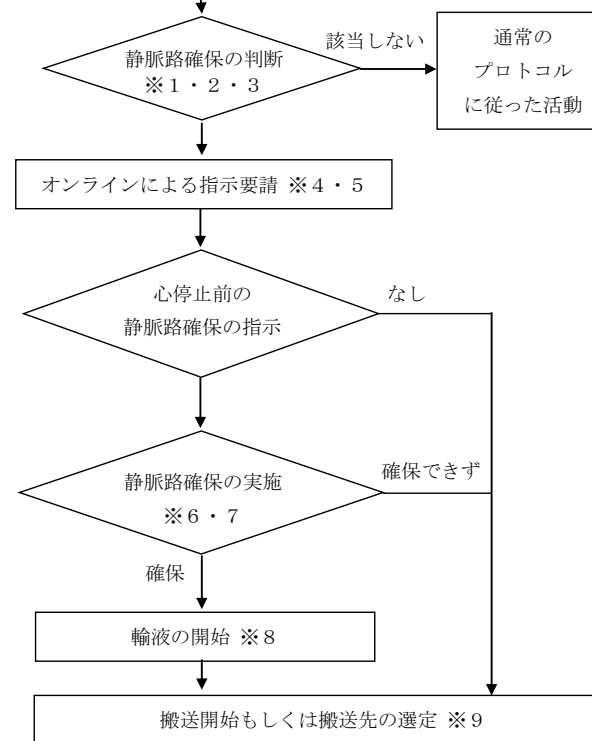 静脈路確保の判断
※１・２・３
該当しない
通常の
プロトコル
に従った活動
オンラインによる指示要請 ※４・５
心停止前の
静脈路確保の指示
なし
静脈路確保の実施
※６・７
確保できず
確保
輸液の開始 ※８
搬送開始もしくは搬送先の選定 ※９